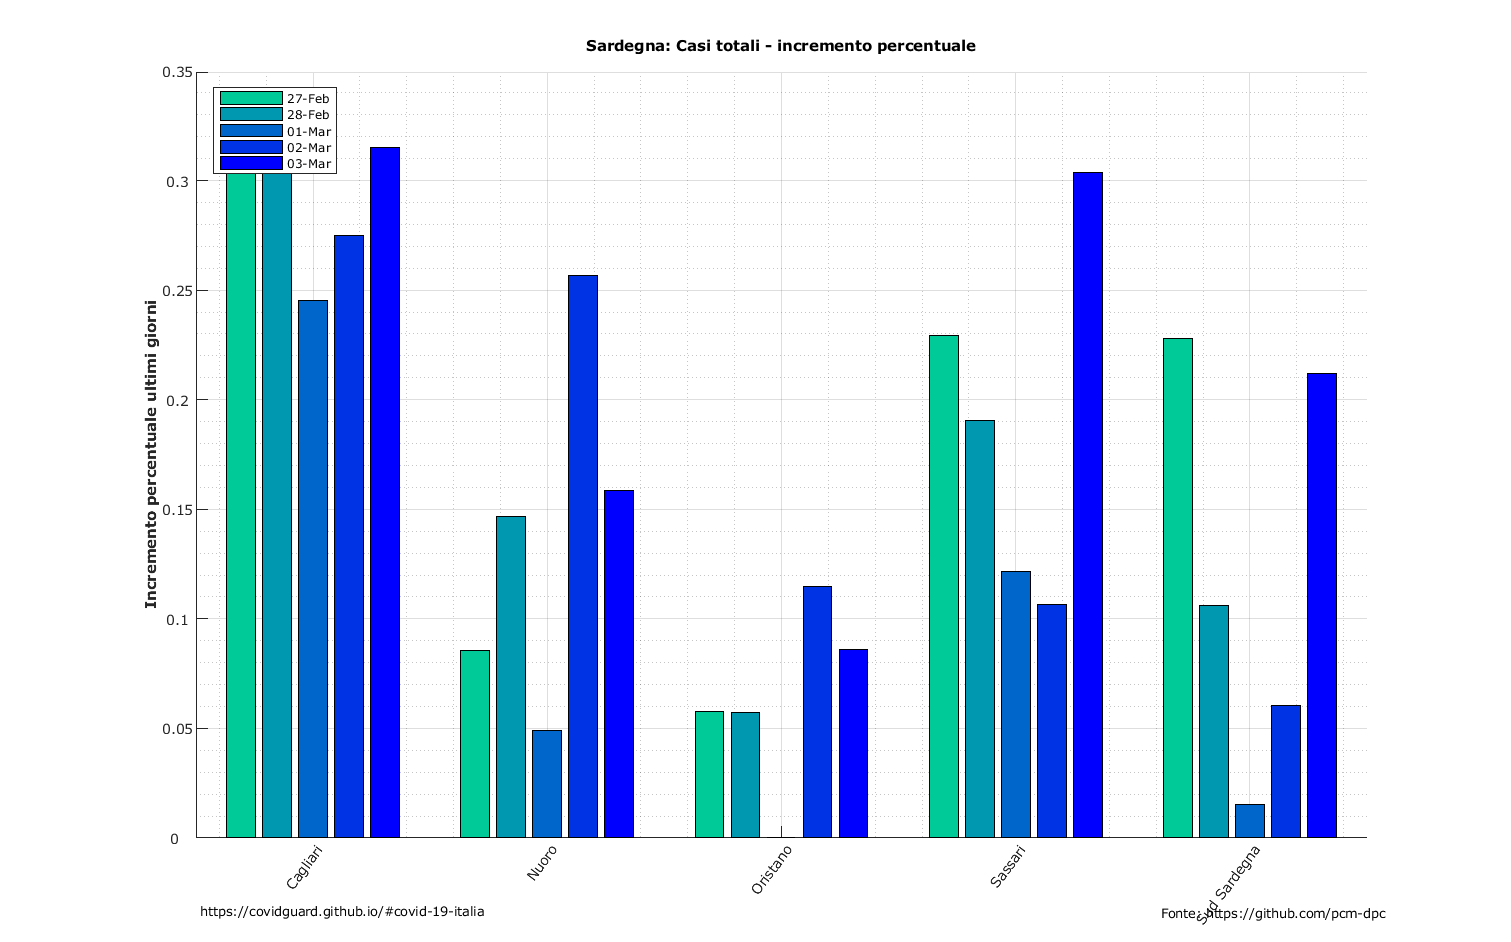 Sardegna: Casi totali - incremento percentuale
0.35
0.3
0.25
0.2
0.15
0.1
0.05
0
Incremento percentuale ultimi giorni
27-Feb
28-Feb
01-Mar
02-Mar
03-Mar
Cagliari
Nuoro
Oristano
Sassari
Sud Sardegna
https://covidguard.github.io/#covid-19-italia
Fonte: https://github.com/pcm-dpc